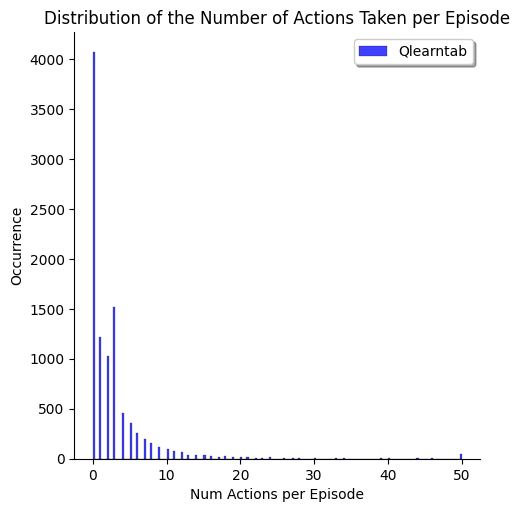 Distribution of the Number of Actions Taken per Episode
Qlearntab
4000
3500
3000
2500
2000
1500
1000
500
0
Occurrence
0 10 20 30 40 50
Num Actions per Episode